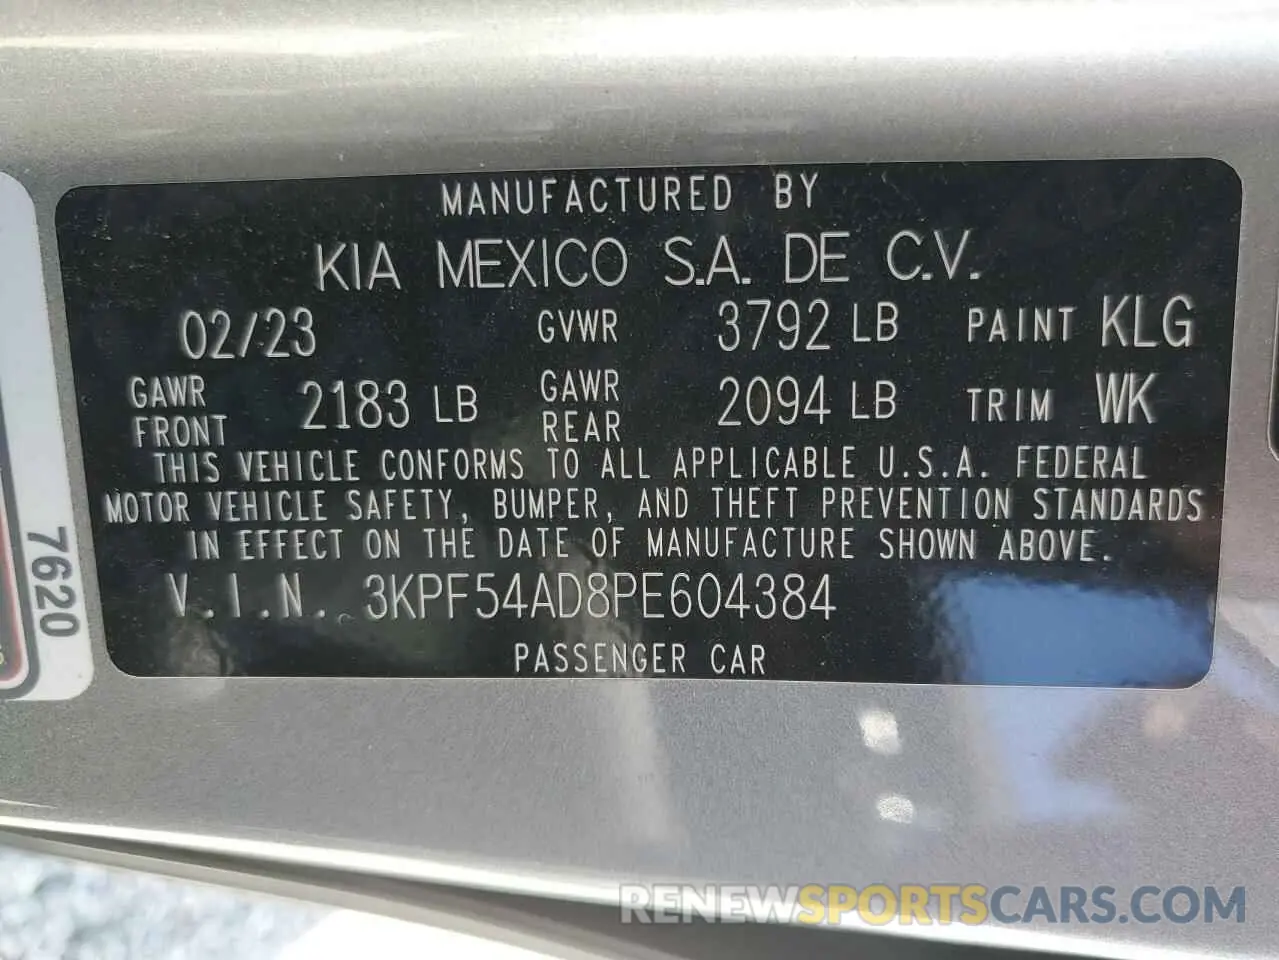 MANUFACTURED BY
KIA MEXICO S.A. DE C.V.
02/23 GVWR 3792 LB PAINT KLG
GAWR FRONT 2183 LB GAWR REAR 2094 LB TRIM WK
THIS VEHICLE CONFORMS TO ALL APPLICABLE U.S.A. FEDERAL
MOTOR VEHICLE SAFETY, BUMPER, AND THEFT PREVENTION STANDARDS
IN EFFECT ON THE DATE OF MANUFACTURE SHOWN ABOVE.
V.I.N. 3KPF54AD8PE604384
PASSENGER CAR
7620
RENEWSPORTSCARS.COM